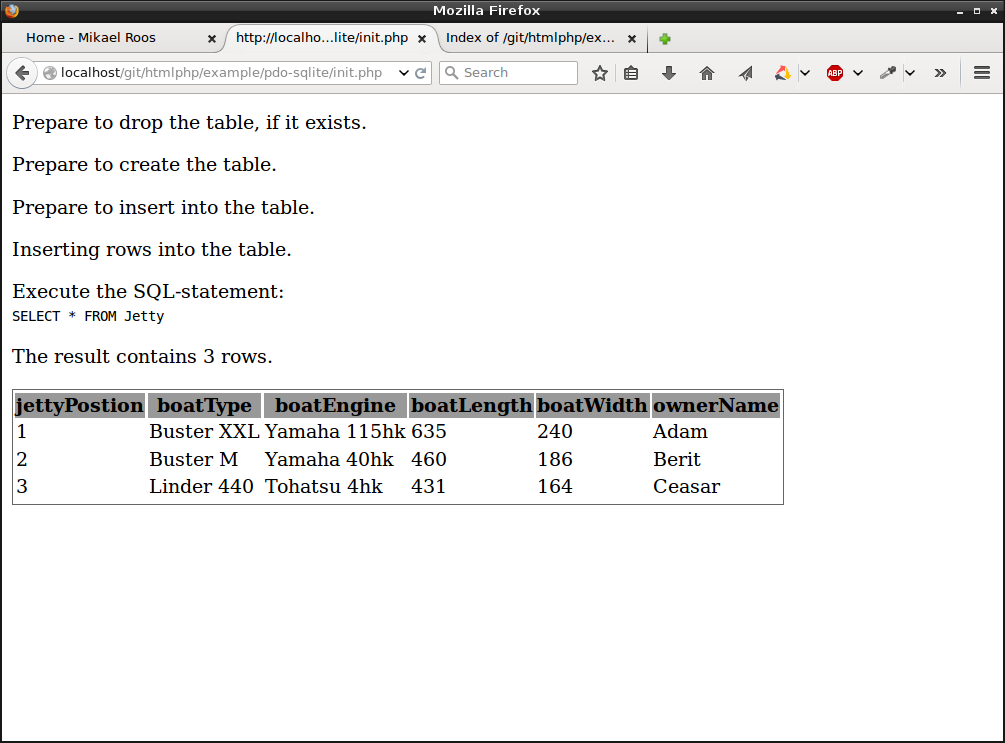 Mozilla Firefox
Home - Mikael Roos
http://localho...lite/init.php
Index of /git/htmlphp/ex...
localhost/git/htmlphp/example/pdo-sqlite/init.php
Search
ABP
Prepare to drop the table, if it exists.
Prepare to create the table.
Prepare to insert into the table.
Inserting rows into the table.
Execute the SQL-statement:
SELECT * FROM Jetty
The result contains 3 rows.
jettyPostion boatType boatEngine boatLength boatWidth ownerName
1 Buster XXL Yamaha 115hk 635 240 Adam
2 Buster M Yamaha 40hk 460 186 Berit
3 Linder 440 Tohatsu 4hk 431 164 Ceasar